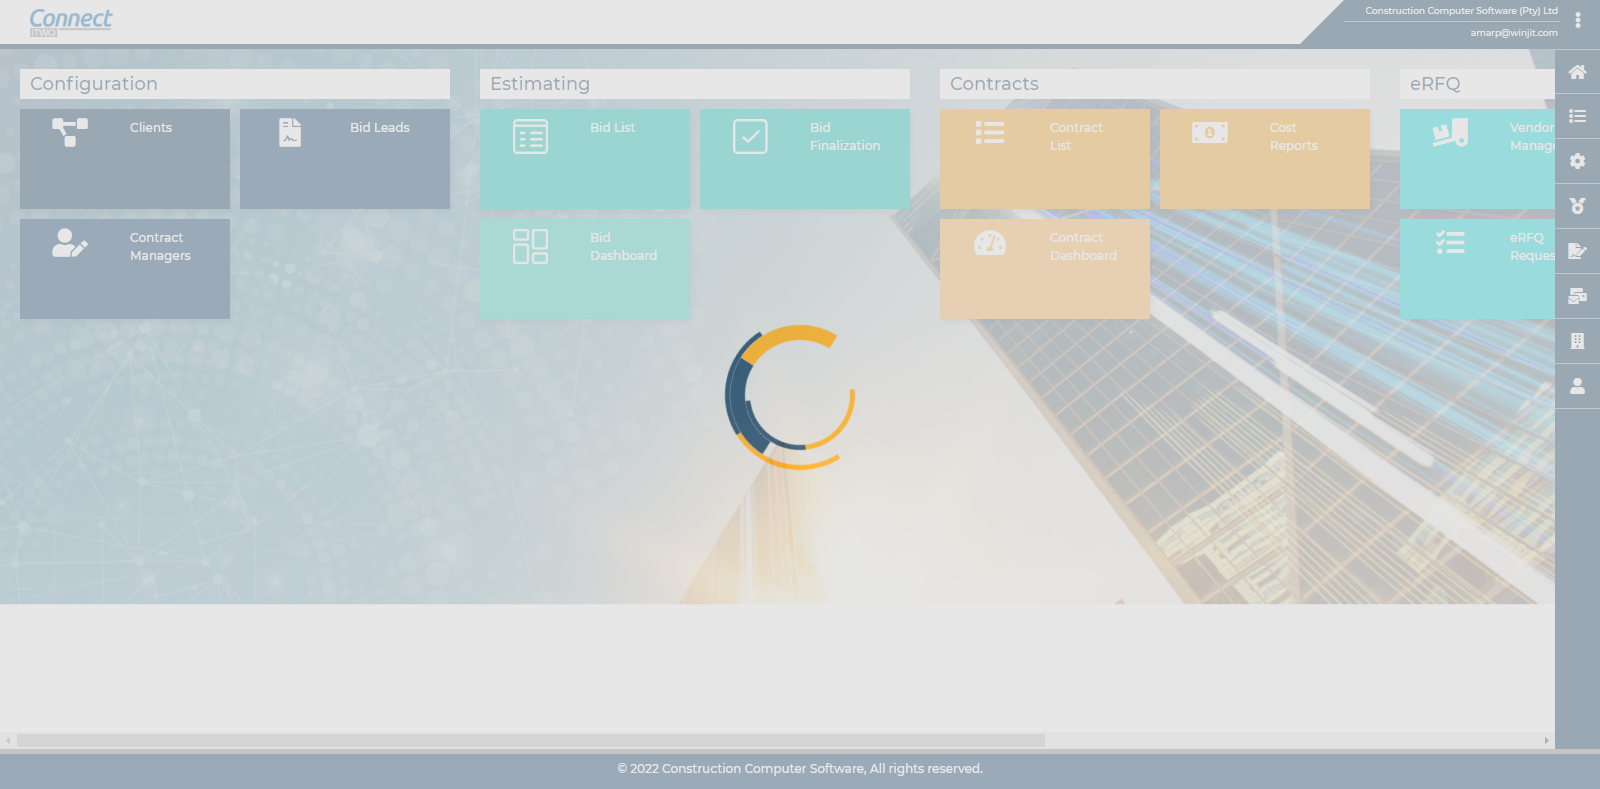 Connect
iTWO
Construction Computer Software (Pty) Ltd
amarp@winjit.com
Configuration
Clients
Bid Leads
Contract
Managers
Estimating
Bid List
Bid
Finalization
Bid
Dashboard
Contracts
Contract
List
Cost
Reports
Contract
Dashboard
eRFQ
Vendor
Manag
eRFQ
Reques
© 2022 Construction Computer Software, All rights reserved.